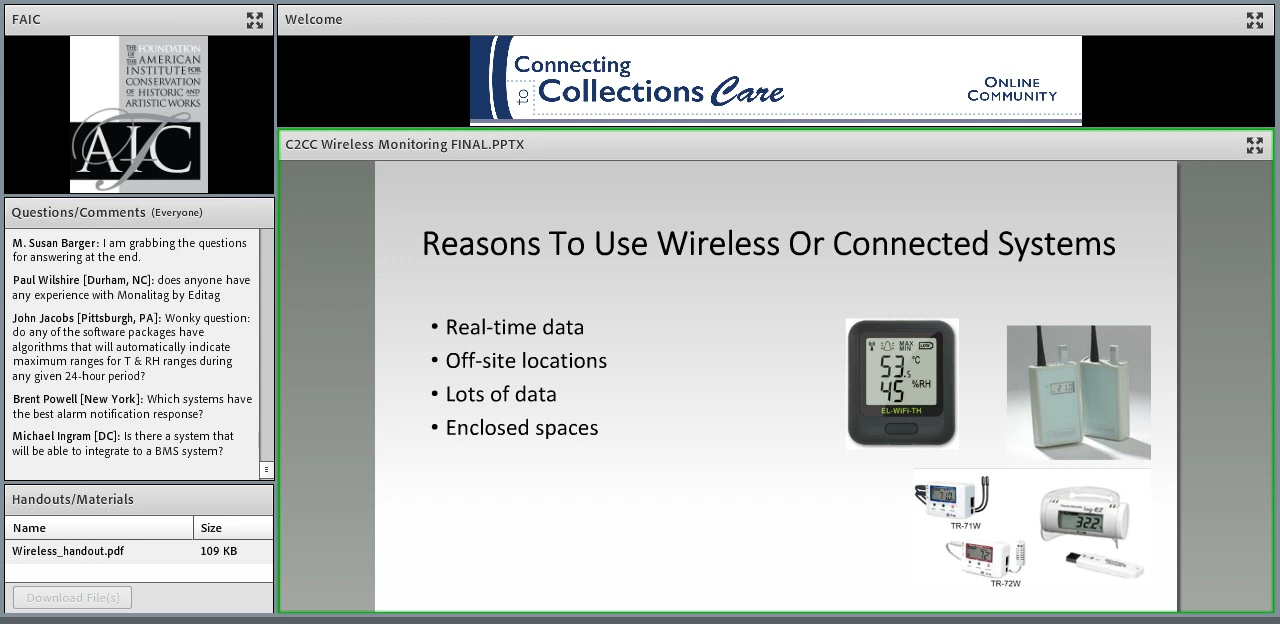 FAIC
THE FOUNDATION
OF THE AMERICAN
INSTITUTE FOR
CONSERVATION
OF HISTORIC AND
ARTISTIC WORKS
AIC
Questions/Comments (Everyone)
M. Susan Barger: I am grabbing the questions
for answering at the end.
Paul Wilshire [Durham, NC]: does anyone have
any experience with Monalitag by Editag
John Jacobs [Pittsburgh, PA]: Wonky question:
do any of the software packages have
algorithms that will automatically indicate
maximum ranges for T & RH ranges during
any given 24-hour period?
Brent Powell [New York]: Which systems have
the best alarm notification response?
Michael Ingram [DC]: Is there a system that
will be able to integrate to a BMS system?
Handouts/Materials
Name Size
Wireless_handout.pdf 109 KB
Download File(s)
Welcome
Connecting
to Collections Care
ONLINE
COMMUNITY
C2CC Wireless Monitoring FINAL.PPTX
Reasons To Use Wireless Or Connected Systems
• Real-time data
• Off-site locations
• Lots of data
• Enclosed spaces
MAX
MIN
LOW
53.5 °C
45 %RH
EL-WiFi-TH
TR-71W
TR-72W
log-EZ
32.2